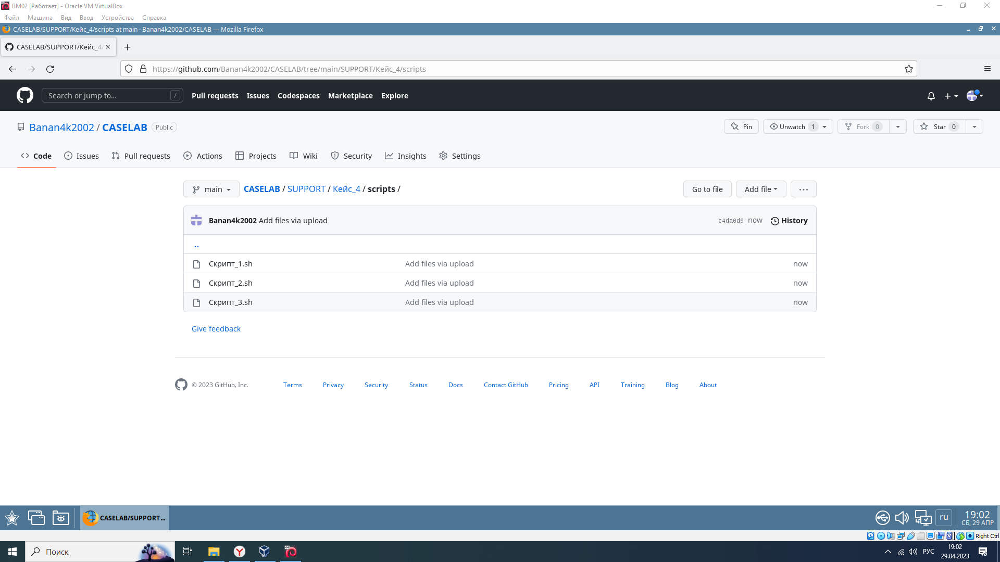 BM02 [Работает] - Oracle VM VirtualBox
Файл Машина Вид Ввод Устройства Справка
CASELAB/SUPPORT/Кейс_4/scripts at main · Banan4k2002/CASELAB — Mozilla Firefox
CASELAB/SUPPORT/Кейс_4/
https://github.com/Banan4k2002/CASELAB/tree/main/SUPPORT/Кейс_4/scripts
Search or jump to... / Pull requests Issues Codespaces Marketplace Explore
Banan4k2002 / CASELAB Public Pin Unwatch 1 Fork 0 Star 0
Code Issues Pull requests Actions Projects Wiki Security Insights Settings
main CASELAB / SUPPORT / Кейс_4 / scripts / Go to file Add file ...
Banan4k2002 Add files via upload c4da0d9 now History
..
Скрипт_1.sh Add files via upload now
Скрипт_2.sh Add files via upload now
Скрипт_3.sh Add files via upload now
Give feedback
© 2023 GitHub, Inc. Terms Privacy Security Status Docs Contact GitHub Pricing API Training Blog About
CASELAB/SUPPORT... ru 19:02
СБ, 29 АПР
Right Ctrl
Поиск РУС 19:02
29.04.2023